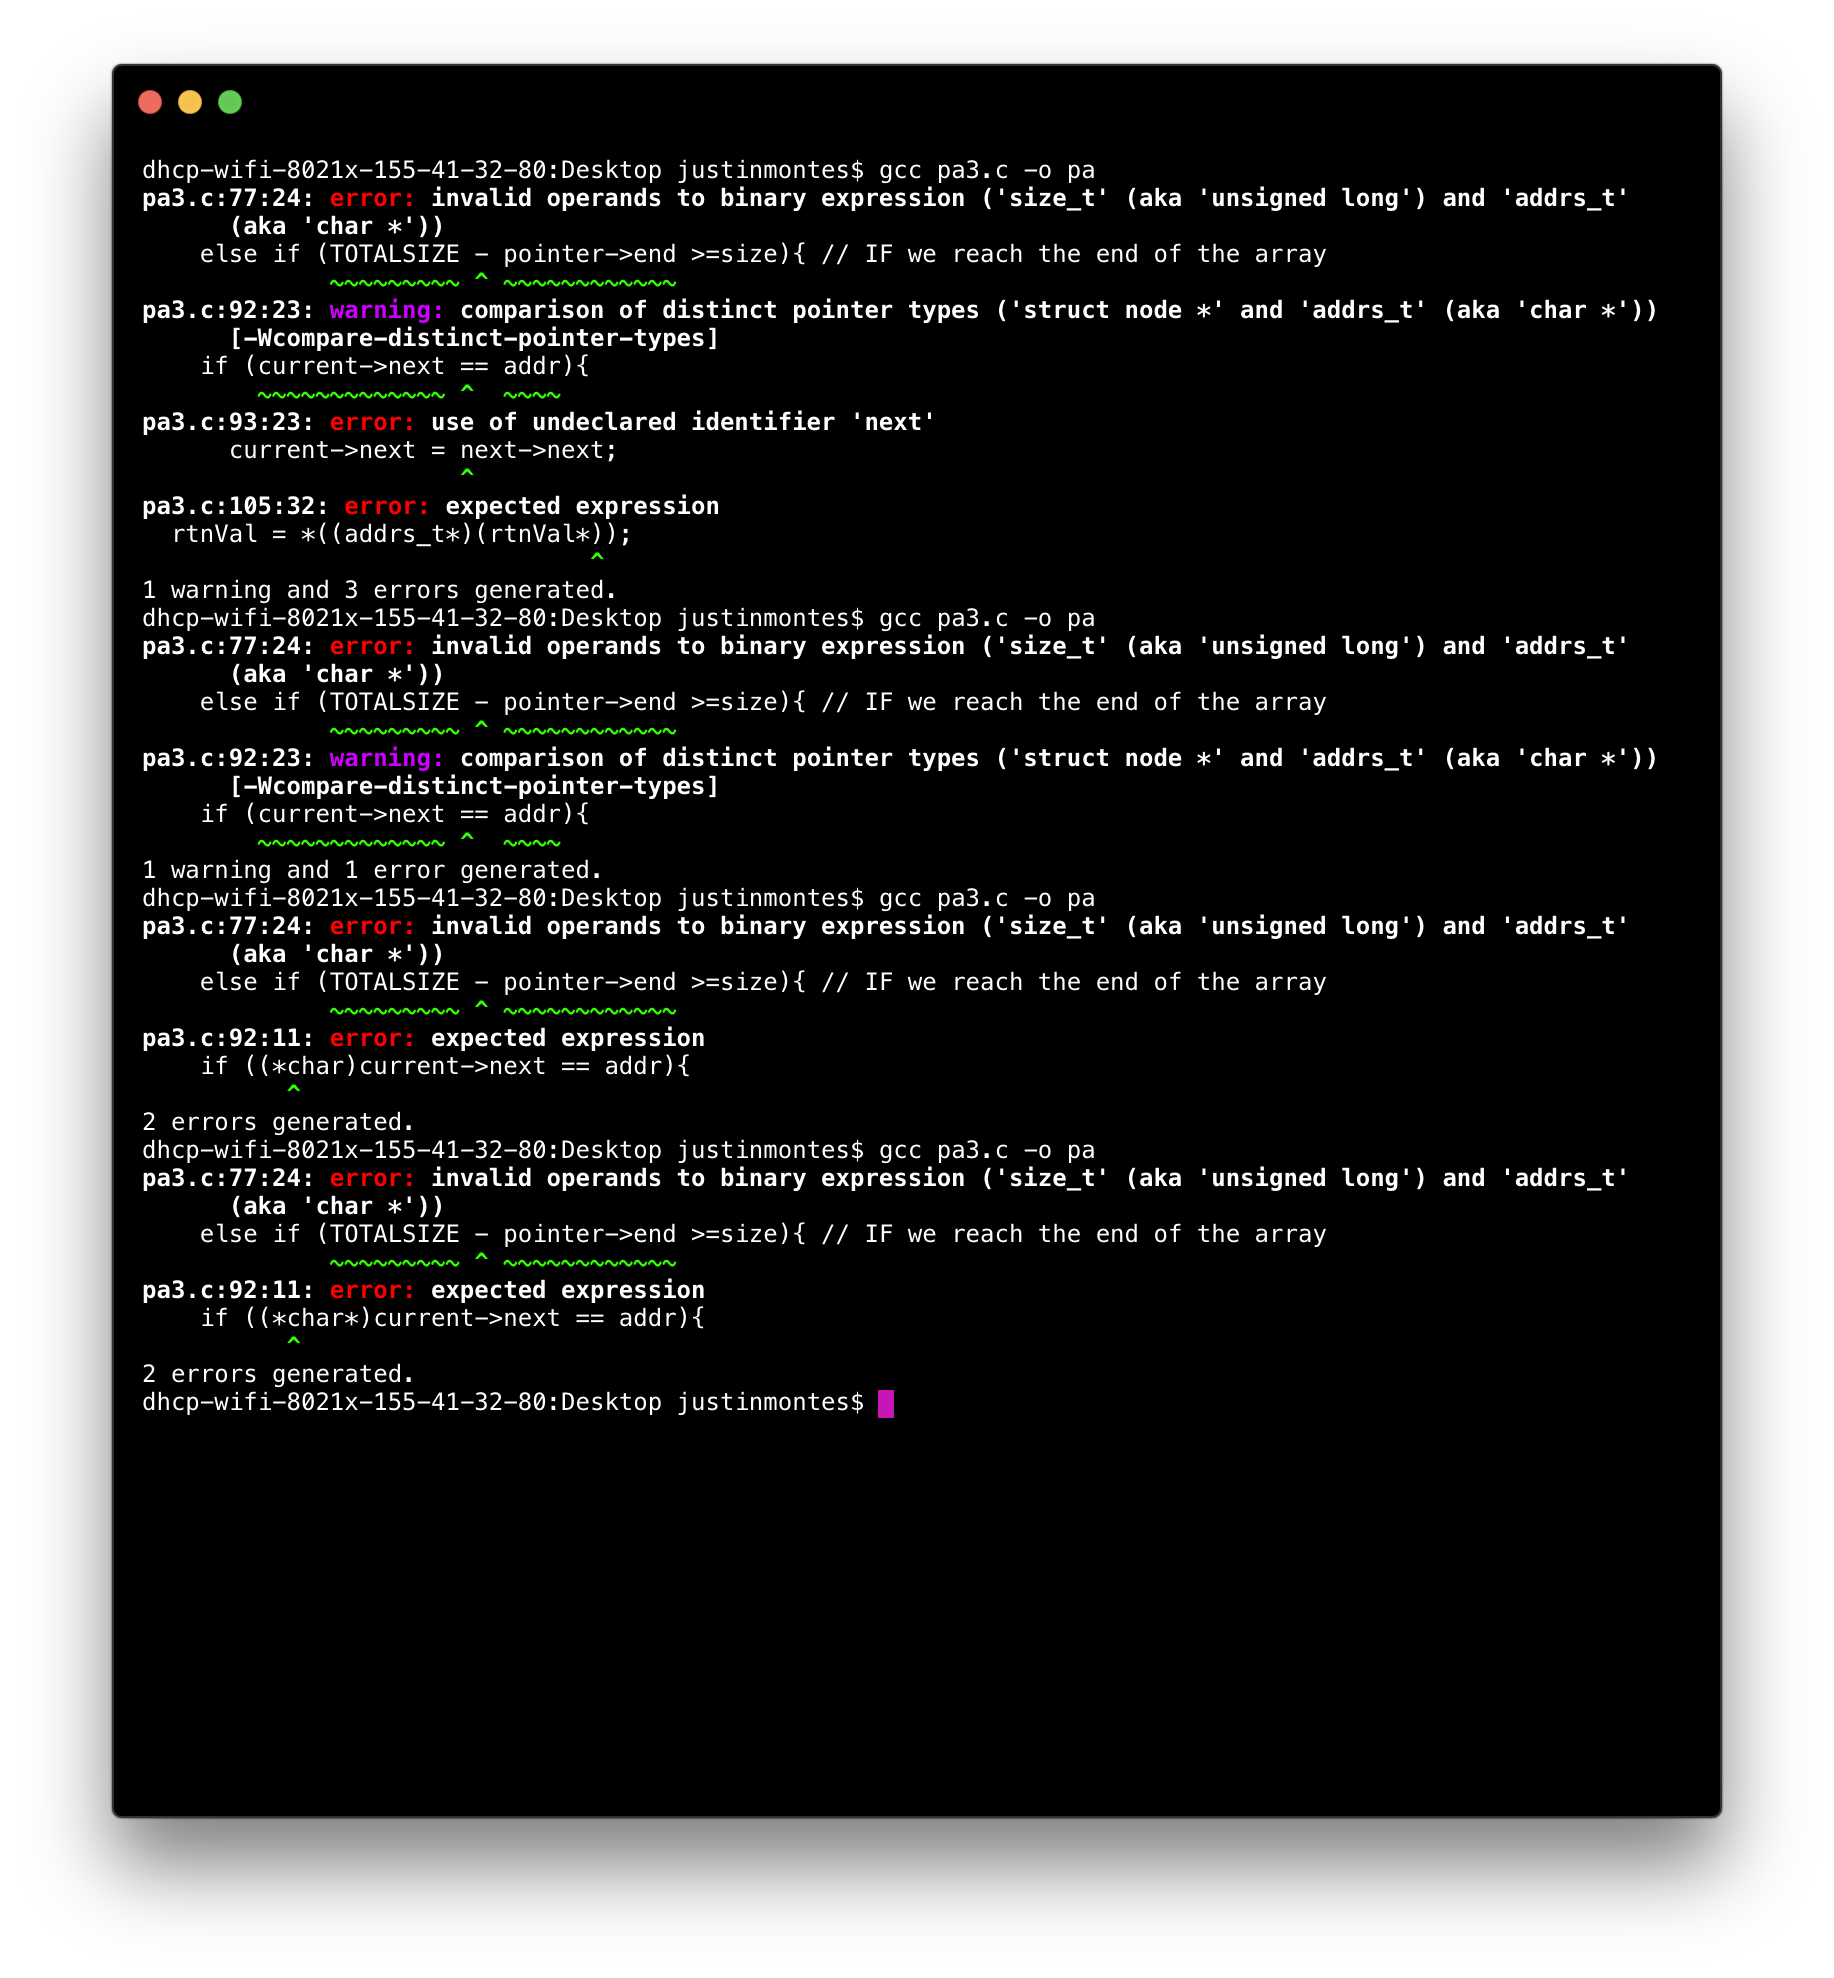 dhcp-wifi-8021x-155-41-32-80:Desktop justinmontes$ gcc pa3.c -o pa
pa3.c:77:24: error: invalid operands to binary expression ('size_t' (aka 'unsigned long') and 'addrs_t'
      (aka 'char *'))
    else if (TOTALSIZE - pointer->end >=size){ // IF we reach the end of the array
             ~~~~~~~~~ ^ ~~~~~~~~~~~~
pa3.c:92:23: warning: comparison of distinct pointer types ('struct node *' and 'addrs_t' (aka 'char *'))
      [-Wcompare-distinct-pointer-types]
    if (current->next == addr){
        ~~~~~~~~~~~~~ ^  ~~~~
pa3.c:93:23: error: use of undeclared identifier 'next'
      current->next = next->next;
                      ^
pa3.c:105:32: error: expected expression
  rtnVal = *((addrs_t*)(rtnVal*));
                               ^
1 warning and 3 errors generated.
dhcp-wifi-8021x-155-41-32-80:Desktop justinmontes$ gcc pa3.c -o pa
pa3.c:77:24: error: invalid operands to binary expression ('size_t' (aka 'unsigned long') and 'addrs_t'
      (aka 'char *'))
    else if (TOTALSIZE - pointer->end >=size){ // IF we reach the end of the array
             ~~~~~~~~~ ^ ~~~~~~~~~~~~
pa3.c:92:23: warning: comparison of distinct pointer types ('struct node *' and 'addrs_t' (aka 'char *'))
      [-Wcompare-distinct-pointer-types]
    if (current->next == addr){
        ~~~~~~~~~~~~~ ^  ~~~~
1 warning and 1 error generated.
dhcp-wifi-8021x-155-41-32-80:Desktop justinmontes$ gcc pa3.c -o pa
pa3.c:77:24: error: invalid operands to binary expression ('size_t' (aka 'unsigned long') and 'addrs_t'
      (aka 'char *'))
    else if (TOTALSIZE - pointer->end >=size){ // IF we reach the end of the array
             ~~~~~~~~~ ^ ~~~~~~~~~~~~
pa3.c:92:11: error: expected expression
    if ((*char)current->next == addr){
          ^
2 errors generated.
dhcp-wifi-8021x-155-41-32-80:Desktop justinmontes$ gcc pa3.c -o pa
pa3.c:77:24: error: invalid operands to binary expression ('size_t' (aka 'unsigned long') and 'addrs_t'
      (aka 'char *'))
    else if (TOTALSIZE - pointer->end >=size){ // IF we reach the end of the array
             ~~~~~~~~~ ^ ~~~~~~~~~~~~
pa3.c:92:11: error: expected expression
    if ((*char*)current->next == addr){
          ^
2 errors generated.
dhcp-wifi-8021x-155-41-32-80:Desktop justinmontes$